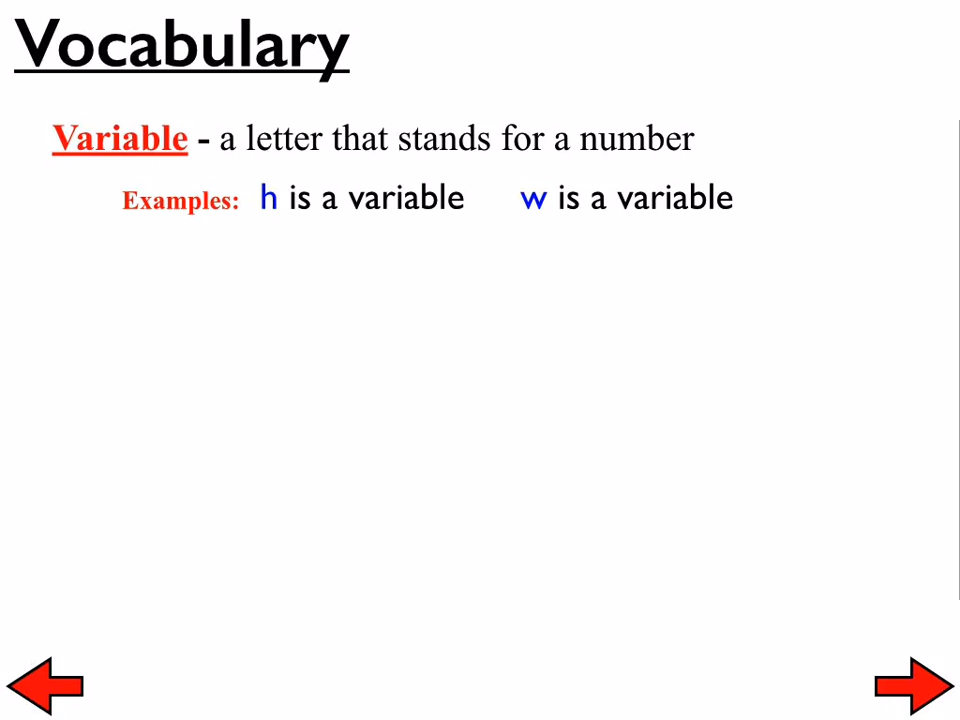 Vocabulary
Variable - a letter that stands for a number
Examples: h is a variable w is a variable